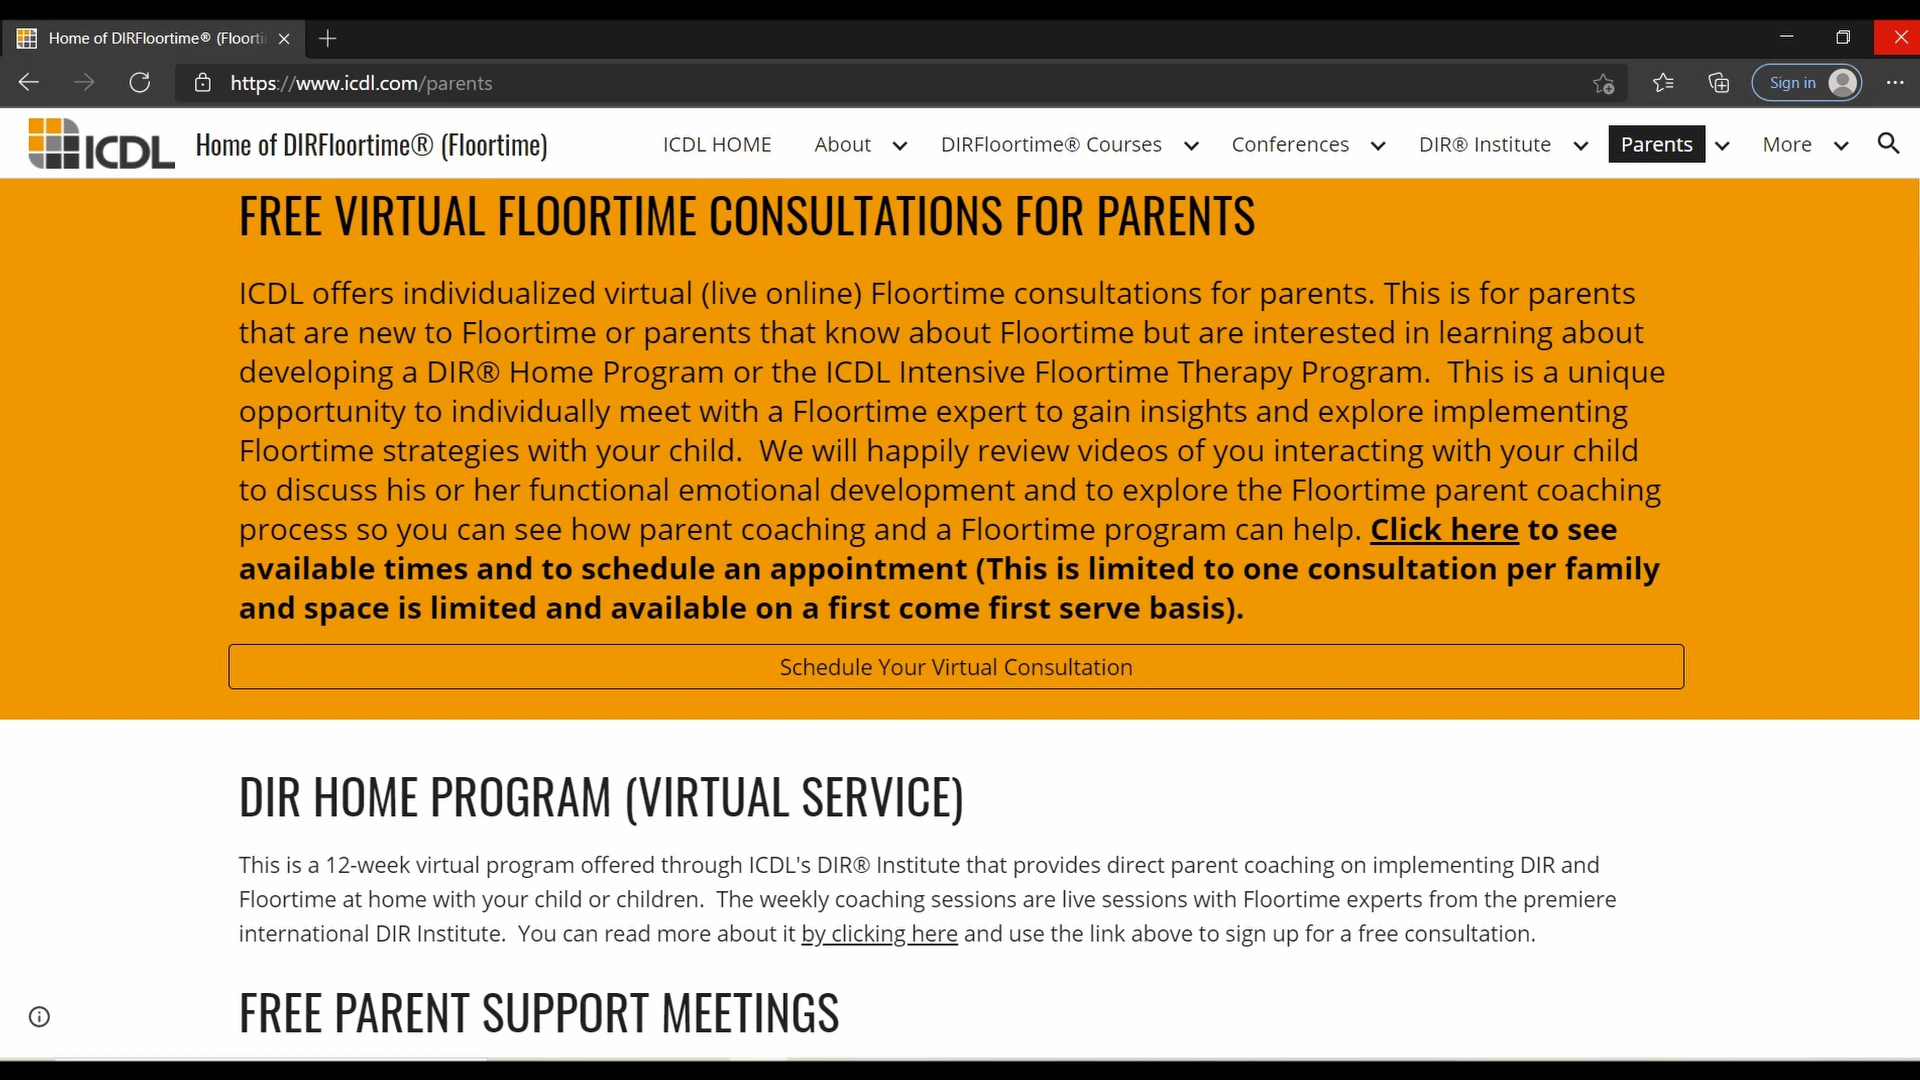 Home of DIRFloortime® (Floorti
https://www.icdl.com/parents
Sign in
ICDL
Home of DIRFloortime® (Floortime)
ICDL HOME
About
DIRFloortime® Courses
Conferences
DIR® Institute
Parents
More
FREE VIRTUAL FLOORTIME CONSULTATIONS FOR PARENTS
ICDL offers individualized virtual (live online) Floortime consultations for parents. This is for parents
that are new to Floortime or parents that know about Floortime but are interested in learning about
developing a DIR® Home Program or the ICDL Intensive Floortime Therapy Program.  This is a unique
opportunity to individually meet with a Floortime expert to gain insights and explore implementing
Floortime strategies with your child.  We will happily review videos of you interacting with your child
to discuss his or her functional emotional development and to explore the Floortime parent coaching
process so you can see how parent coaching and a Floortime program can help. Click here to see
available times and to schedule an appointment (This is limited to one consultation per family
and space is limited and available on a first come first serve basis).
Schedule Your Virtual Consultation
DIR HOME PROGRAM (VIRTUAL SERVICE)
This is a 12-week virtual program offered through ICDL's DIR® Institute that provides direct parent coaching on implementing DIR and
Floortime at home with your child or children.  The weekly coaching sessions are live sessions with Floortime experts from the premiere
international DIR Institute.  You can read more about it by clicking here and use the link above to sign up for a free consultation.
FREE PARENT SUPPORT MEETINGS